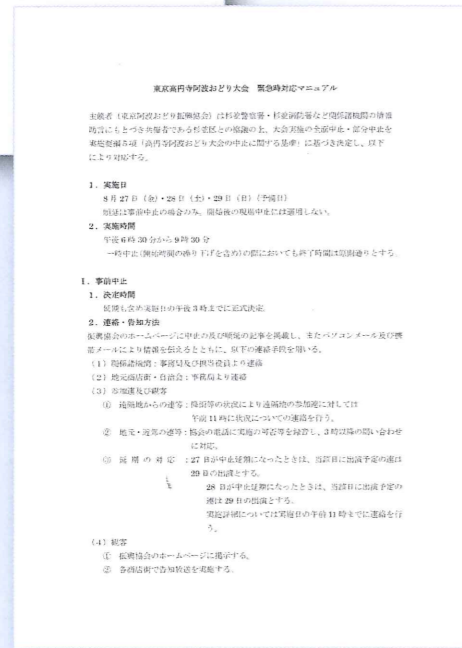 東京高円寺阿波おどり大会 緊急時対応マニュアル
主催者（東京阿波おどり振興協会）は杉並警察署・杉並消防署など関係諸機関の情報
助言にもとづき共催者である杉並区との協議の上、大会実施の全面中止・部分中止を
実施要綱5項「高円寺阿波おどり大会の中止に関する基準」に基づき決定し、以下
により対応する。
1．実施日
8月27日（金）・28日（土）・29日（日）（予備日）
順延は事前中止の場合のみ。開始後の現場中止には適用しない。
2．実施時間
午後6時30分から9時30分
一時中止（開始時間の繰り下げを含め）の際においても終了時間は原則通りとする。
Ⅰ．事前中止
1．決定時間
延期も含め実施日の午後3時までに正式決定。
2．連絡・告知方法
振興協会のホームページに中止の及び順延の記事を掲載し、またパソコンメール及び携
帯メールにより情報を伝えるとともに、以下の連絡手段を用いる。
（1）関係諸機関：事務局及び担当役員より連絡
（2）地元商店街・自治会：事務局より連絡
（3）参加連及び観客
① 遠隔地からの連等：降雨等の状況により遠隔地の参加連に対しては
午前11時に状況についての連絡を行う。
② 地元・近郊の連等：協会の電話に実施の可否等を録音し、3時以降の問い合わせ
に対応。
③ 延期の対応：27日が中止延期になったときは、当該日に出演予定の連は
29日の出演とする。
28日が中止延期になったときは、当該日に出演予定の
連は29日の出演とする。
実施詳細については実施日の午前11時までに連絡を行
う。
（4）観客
① 振興協会のホームページに掲示する。
② 各商店街で告知放送を実施する。